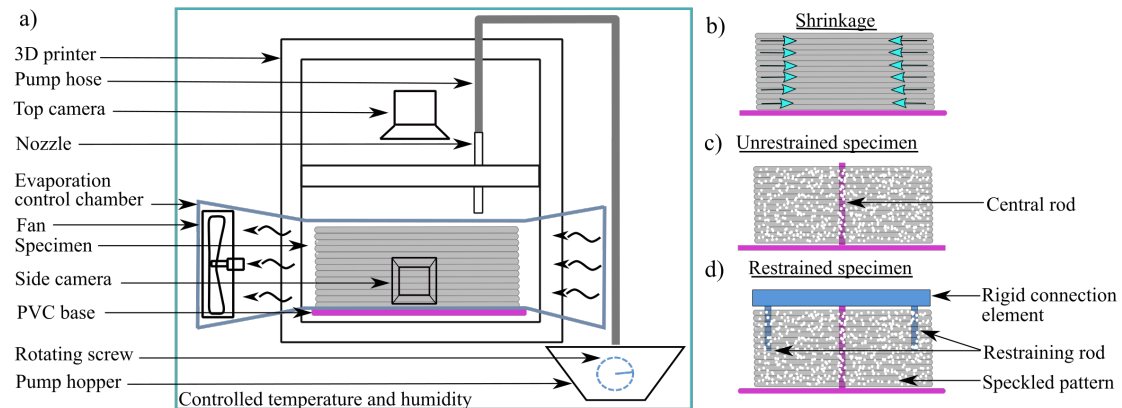 a)
3D printer
Pump hose
Top camera
Nozzle
Evaporation
control chamber
Fan
Specimen
Side camera
PVC base
Rotating screw
Pump hopper
Controlled temperature and humidity
b)
Shrinkage
c)
Unrestrained specimen
Central rod
d)
Restrained specimen
Rigid connection
element
Restraining rod
Speckled pattern